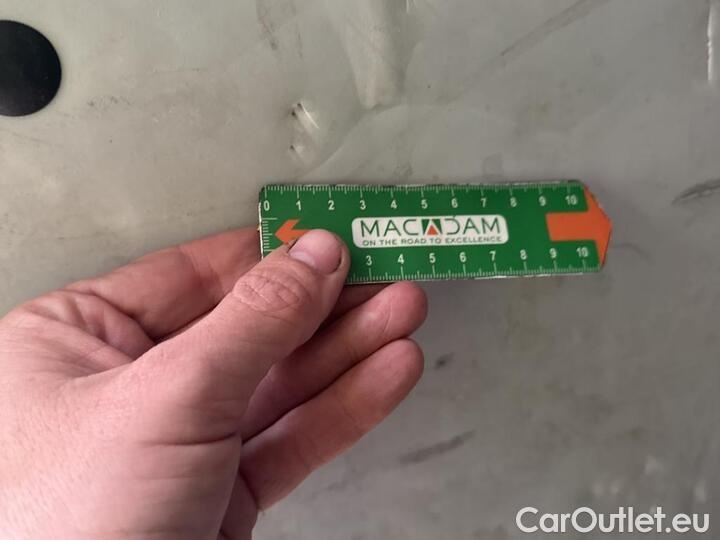 0 1 2 3 4 5 6 7 8 9 10
MACADAM
ON THE ROAD TO EXCELLENCE
3 4 5 6 7 8 9 10
CarOutlet.eu